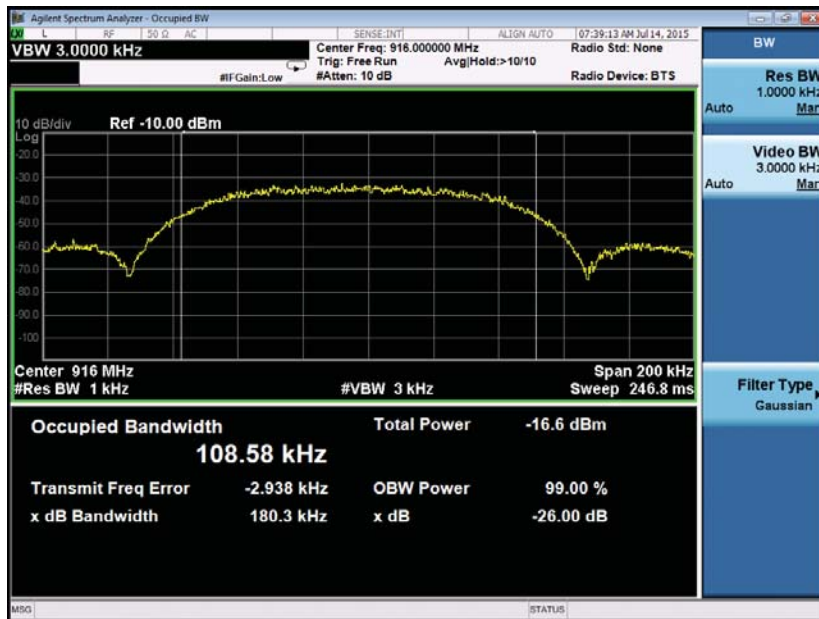 Agilent Spectrum Analyzer - Occupied BW
L RF 50 Ω AC SENSE:INT ALIGN AUTO 07:39:13 AM Jul 14, 2015
VBW 3.0000 kHz
Center Freq: 916.000000 MHz Radio Std: None
Trig: Free Run Avg|Hold:>10/10
#IFGain:Low #Atten: 10 dB Radio Device: BTS
BW
Res BW
1.0000 kHz
Auto Man
Video BW
3.0000 kHz
Auto Man
Filter Type
Gaussian
10 dB/div Ref -10.00 dBm
Log
-20.0
-30.0
-40.0
-50.0
-60.0
-70.0
-80.0
-90.0
-100
Center 916 MHz Span 200 kHz
#Res BW 1 kHz #VBW 3 kHz Sweep 246.8 ms
Occupied Bandwidth Total Power -16.6 dBm
108.58 kHz
Transmit Freq Error -2.938 kHz OBW Power 99.00 %
x dB Bandwidth 180.3 kHz x dB -26.00 dB
MSG STATUS